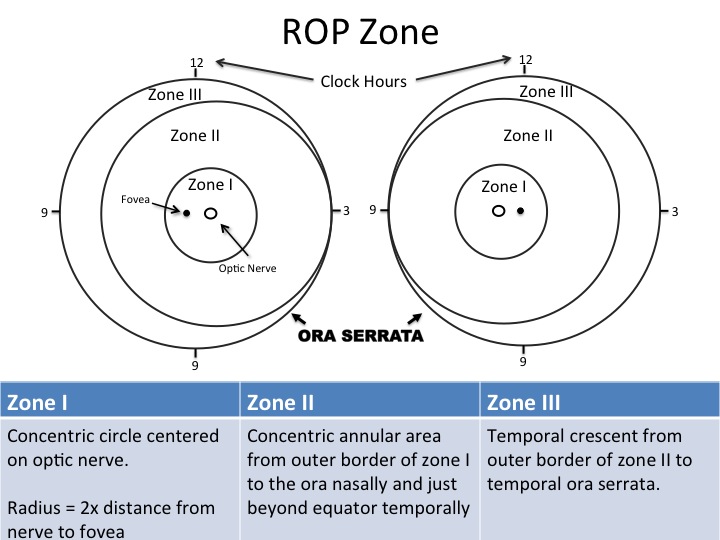 ROP Zone
12
Clock Hours
12
Zone III
Zone III
Zone II
Zone II
Zone I
Zone I
Fovea
9
3
9
3
Optic Nerve
ORA SERRATA
9
9
Zone I
Zone II
Zone III
Concentric circle centered
on optic nerve.
Radius = 2x distance from
nerve to fovea
Concentric annular area
from outer border of zone I
to the ora nasally and just
beyond equator temporally
Temporal crescent from
outer border of zone II to
temporal ora serrata.